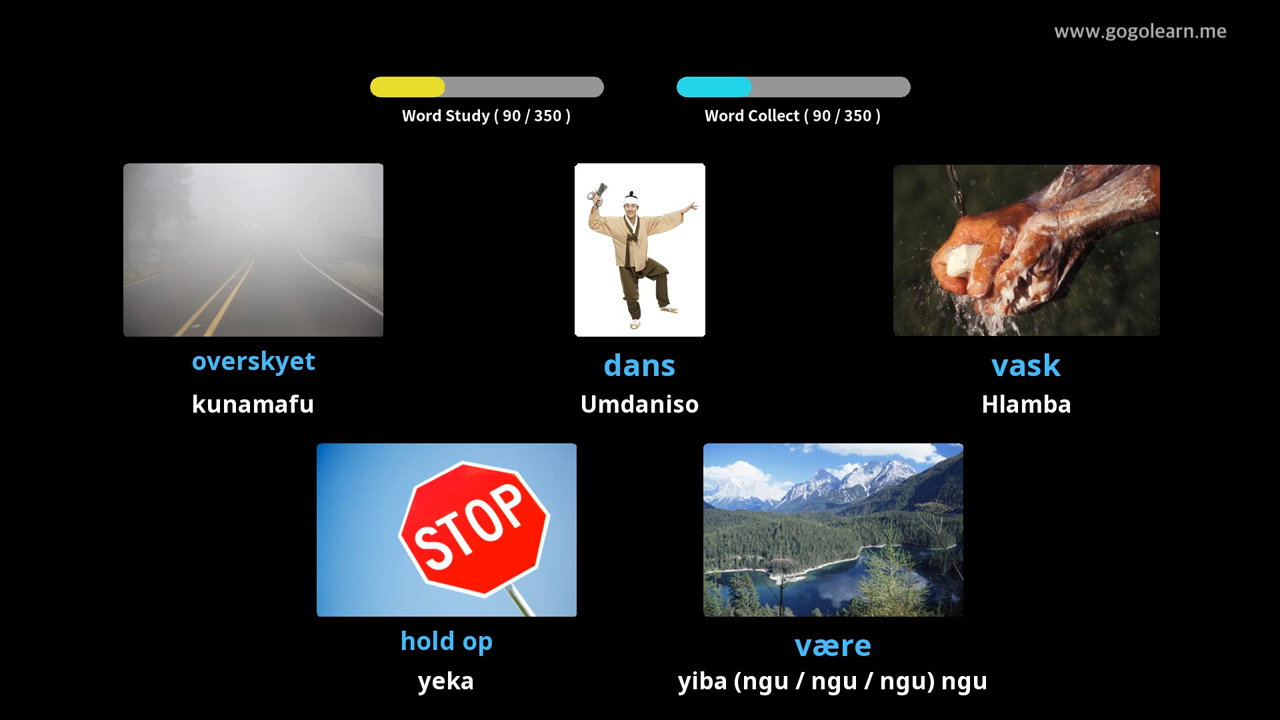 www.gogolearn.me
Word Study ( 90 / 350 )
Word Collect ( 90 / 350 )
overskyet
kunamafu
dans
Umdaniso
vask
Hlamba
STOP
hold op
yeka
være
yiba (ngu / ngu / ngu) ngu